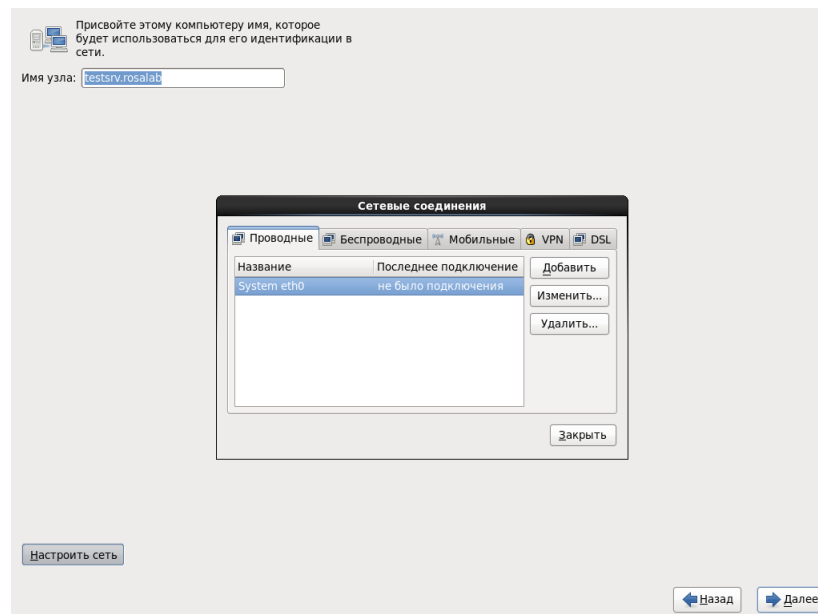 Присвойте этому компьютеру имя, которое
будет использоваться для его идентификации в
сети.
Имя узла: testsrv.rosalab
Сетевые соединения
Проводные Беспроводные Мобильные VPN DSL
Название Последнее подключение Добавить
System eth0 не было подключения
Изменить...
Удалить...
Закрыть
Настроить сеть
Назад Далее